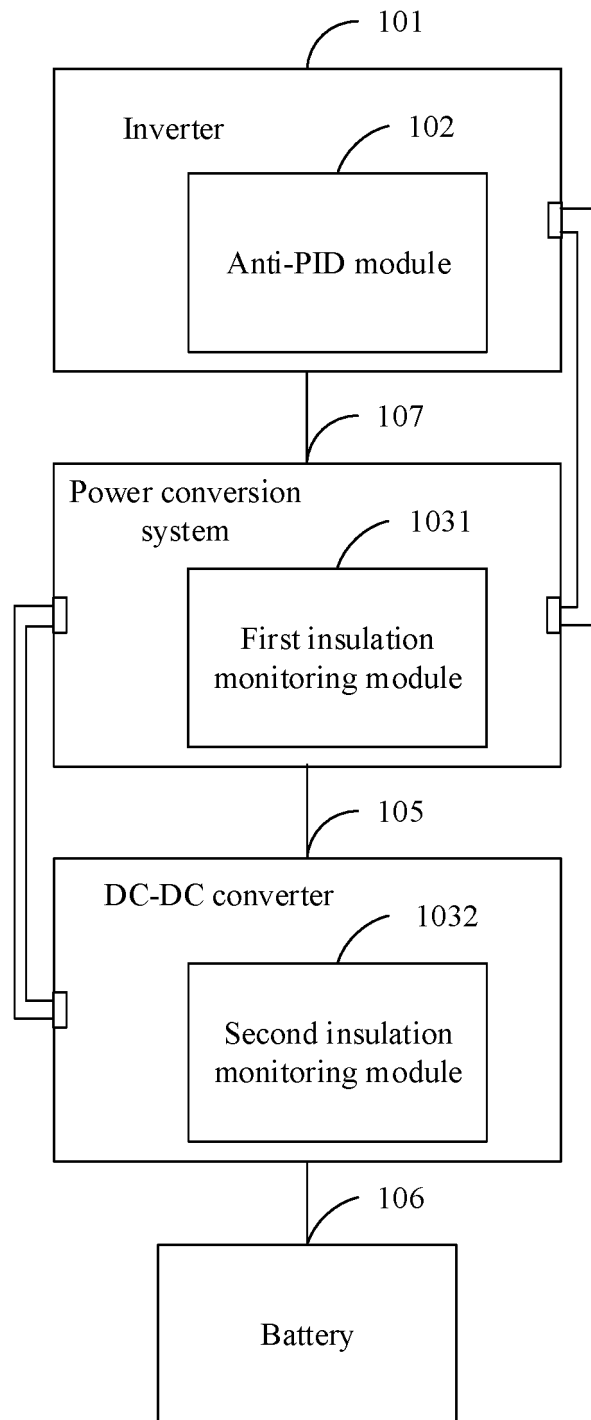 101
Inverter
102
Anti-PID module
107
Power conversion
system
1031
First insulation
monitoring module
105
DC-DC converter
1032
Second insulation
monitoring module
106
Battery